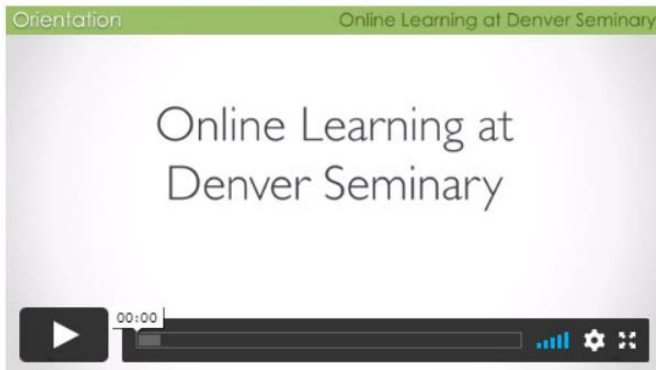 Orientation
Online Learning at Denver Seminary
Online Learning at
Denver Seminary
00:00